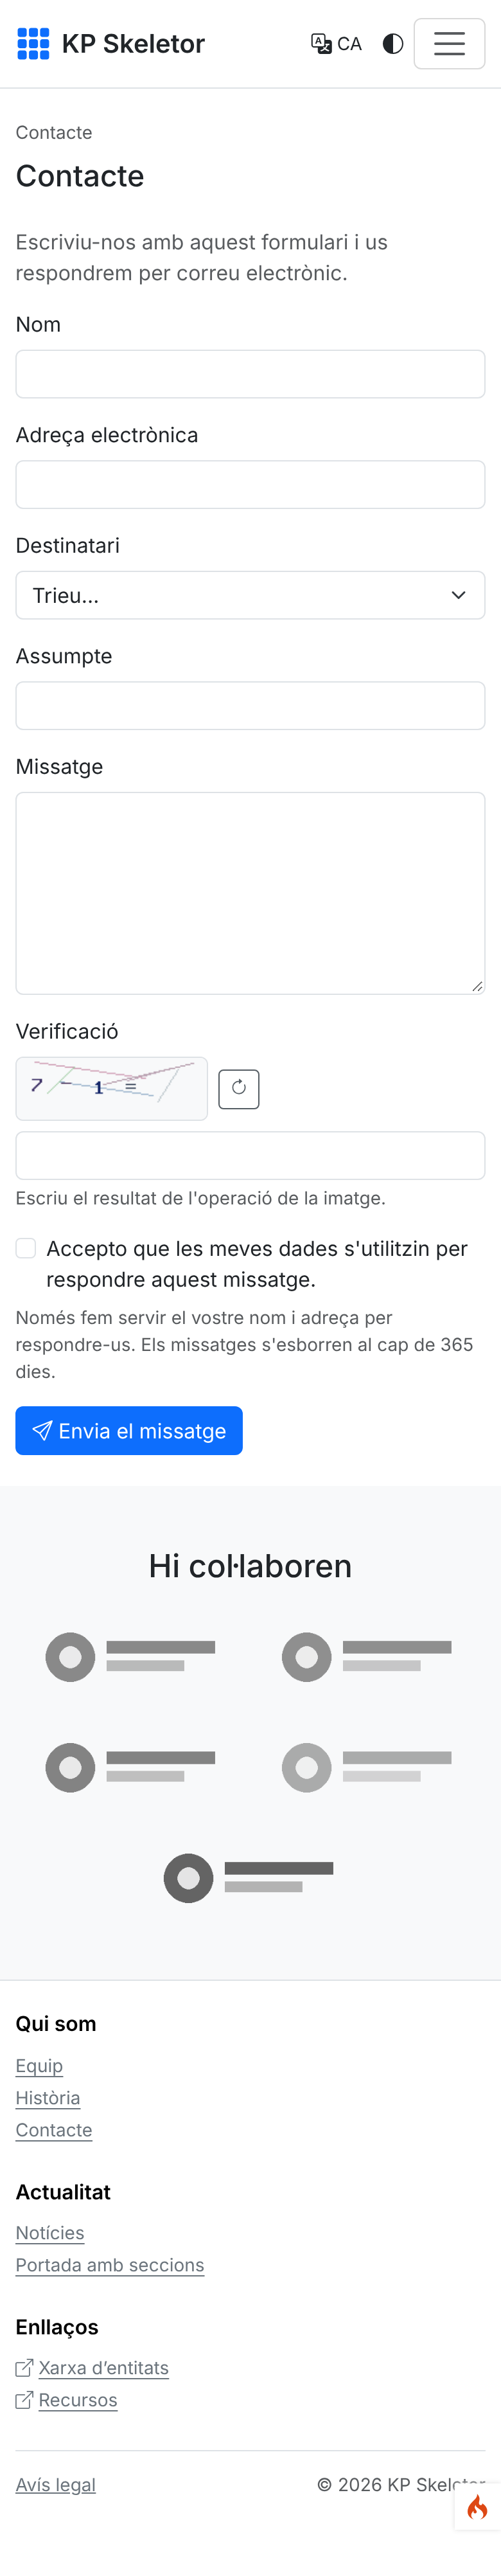 KP Skeletor
CA
Contacte
Contacte
Escriviu-nos amb aquest formulari i us
respondrem per correu electrònic.
Nom
Adreça electrònica
Destinatari
Trieu...
Assumpte
Missatge
Verificació
7 - 1 =
Escriu el resultat de l'operació de la imatge.
Accepto que les meves dades s'utilitzin per
respondre aquest missatge.
Només fem servir el vostre nom i adreça per
respondre-us. Els missatges s'esborren al cap de 365
dies.
Envia el missatge
Hi col·laboren
Qui som
Equip
Història
Contacte
Actualitat
Notícies
Portada amb seccions
Enllaços
Xarxa d’entitats
Recursos
Avís legal
© 2026 KP Skeletor